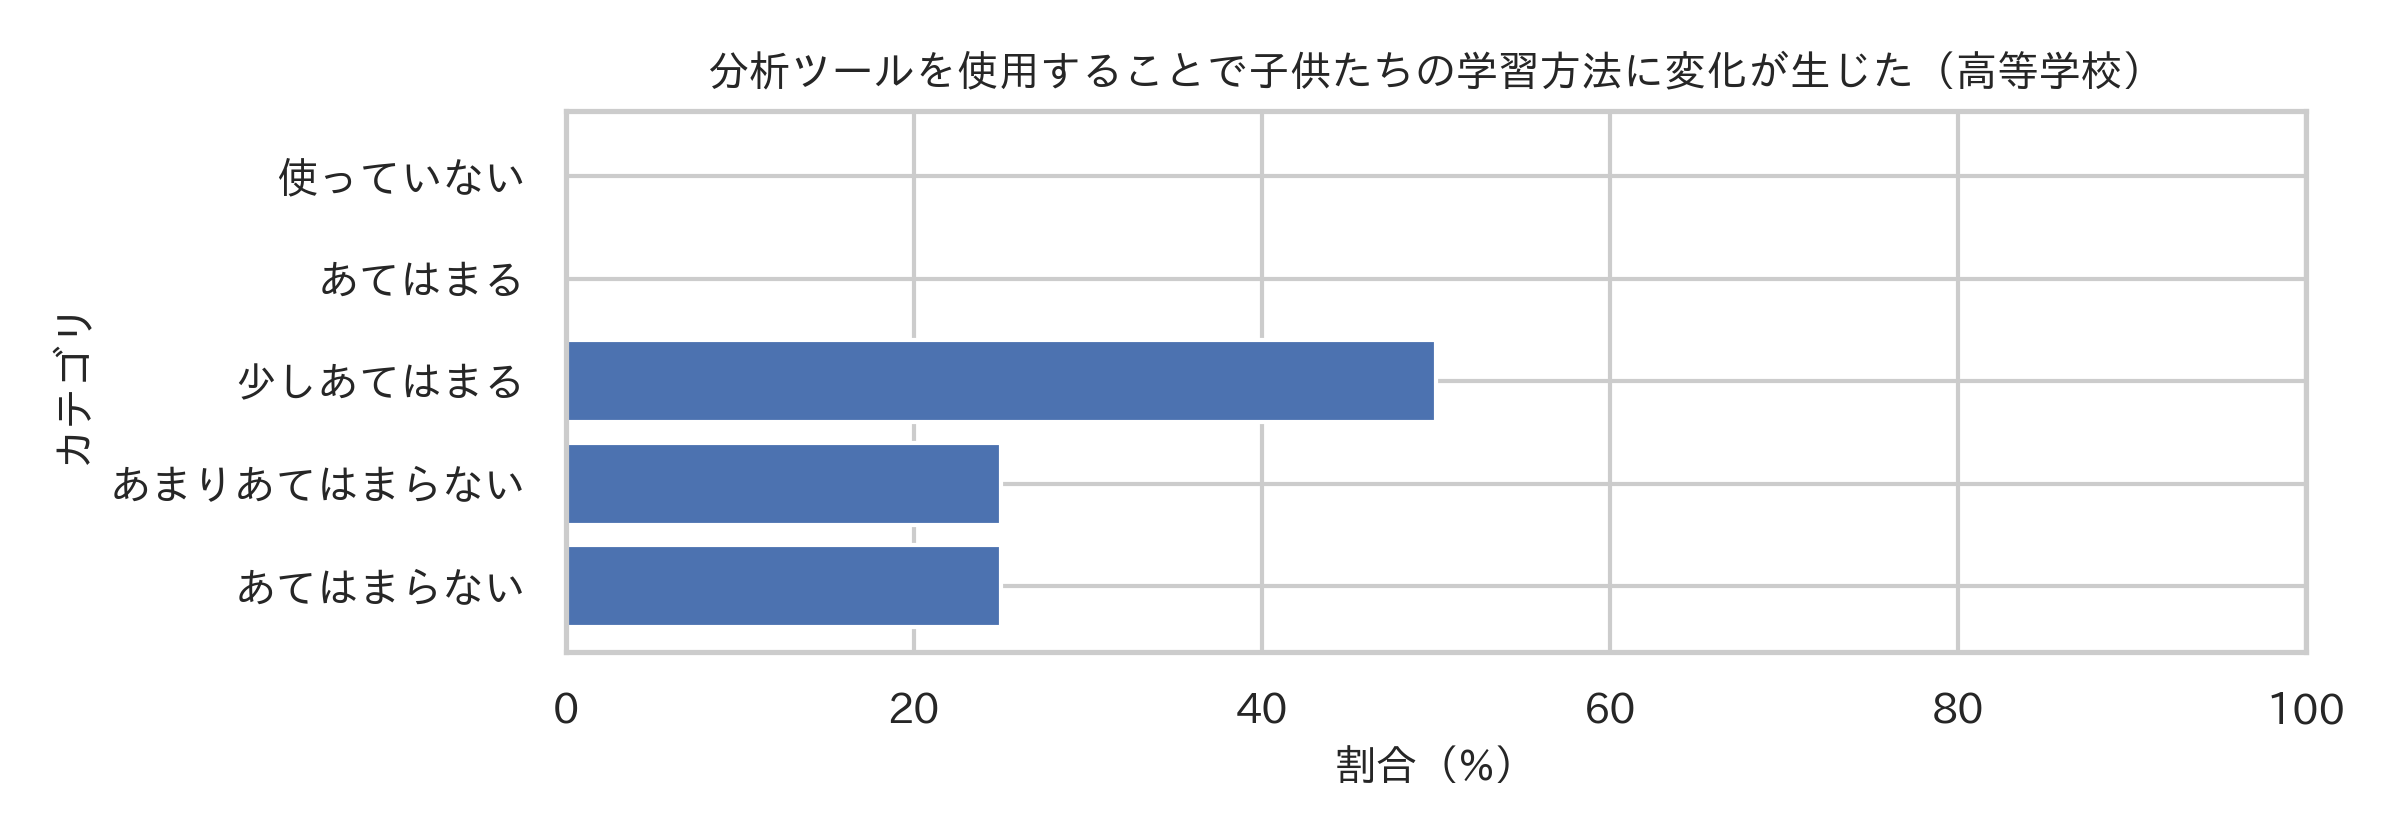 分析ツールを使用することで子供たちの学習方法に変化が生じた（高等学校）
カテゴリ
使っていない
あてはまる
少しあてはまる
あまりあてはまらない
あてはまらない
0 20 40 60 80 100
割合（%）